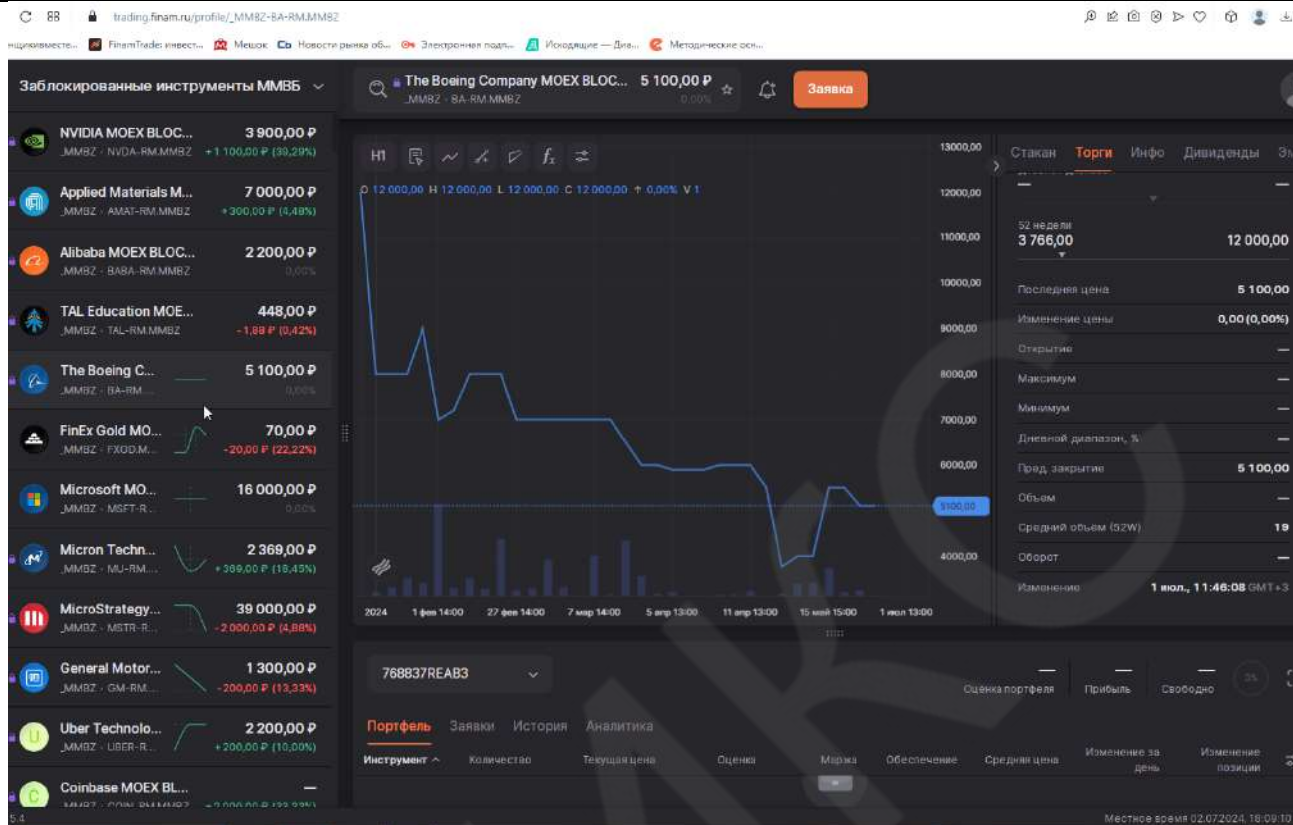 trading.finam.ru/profile/_MMBZ-BA-RM.MMBZ
FinamTrade: инвест...
Мешок
Новости рынка об...
Электронная подп...
Исходящие — Диа...
Методические осн...
Заблокированные инструменты ММВБ
The Boeing Company MOEX BLOC... 5 100,00 ₽
_MMBZ · BA-RM.MMBZ 0,00%
Заявка
NVIDIA MOEX BLOC... 3 900,00 ₽
_MMBZ · NVDA-RM.MMBZ +1 100,00 ₽ (39,29%)
Applied Materials M... 7 000,00 ₽
_MMBZ · AMAT-RM.MMBZ +300,00 ₽ (4,48%)
Alibaba MOEX BLOC... 2 200,00 ₽
_MMBZ · BABA-RM.MMBZ 0,00%
TAL Education MOE... 448,00 ₽
_MMBZ · TAL-RM.MMBZ -1,88 ₽ (0,42%)
The Boeing C... 5 100,00 ₽
_MMBZ · BA-RM... 0,00%
FinEx Gold MO... 70,00 ₽
_MMBZ · FXGD.M... -20,00 ₽ (22,22%)
Microsoft MO... 16 000,00 ₽
_MMBZ · MSFT-R... 0,00%
Micron Techn... 2 369,00 ₽
_MMBZ · MU-RM... +369,00 ₽ (18,45%)
MicroStrategy... 39 000,00 ₽
_MMBZ · MSTR-R... -2 000,00 ₽ (4,88%)
General Motor... 1 300,00 ₽
_MMBZ · GM-RM... -200,00 ₽ (13,33%)
Uber Technolo... 2 200,00 ₽
_MMBZ · UBER-R... +200,00 ₽ (10,00%)
Coinbase MOEX BL... —
_MMBZ · COIN-RM.MMBZ +2 000,00 ₽ (33,33%)
5.4
H1
O 12 000,00 H 12 000,00 L 12 000,00 C 12 000,00 ↑ 0,00% V 1
13000,00
12000,00
11000,00
10000,00
9000,00
8000,00
7000,00
6000,00
5100,00
4000,00
2024 1 фев 14:00 27 фев 14:00 7 мар 14:00 5 апр 13:00 11 апр 13:00 15 май 15:00 1 июл 13:00
Стакан Торги Инфо Дивиденды
— —
52 недели
3 766,00 12 000,00
Последняя цена 5 100,00
Изменение цены 0,00 (0,00%)
Открытие —
Максимум —
Минимум —
Дневной диапазон, % —
Пред. закрытие 5 100,00
Объем —
Средний объем (52W) 19
Оборот —
Изменение 1 июл., 11:46:08 GMT+3
768837REAB3
— — —
Оценка портфеля Прибыль Свободно
Портфель Заявки История Аналитика
Инструмент Количество Текущая цена Оценка Маржа Обеспечение Средняя цена Изменение за день Изменение позиции
Местное время 02.07.2024, 18:09:10